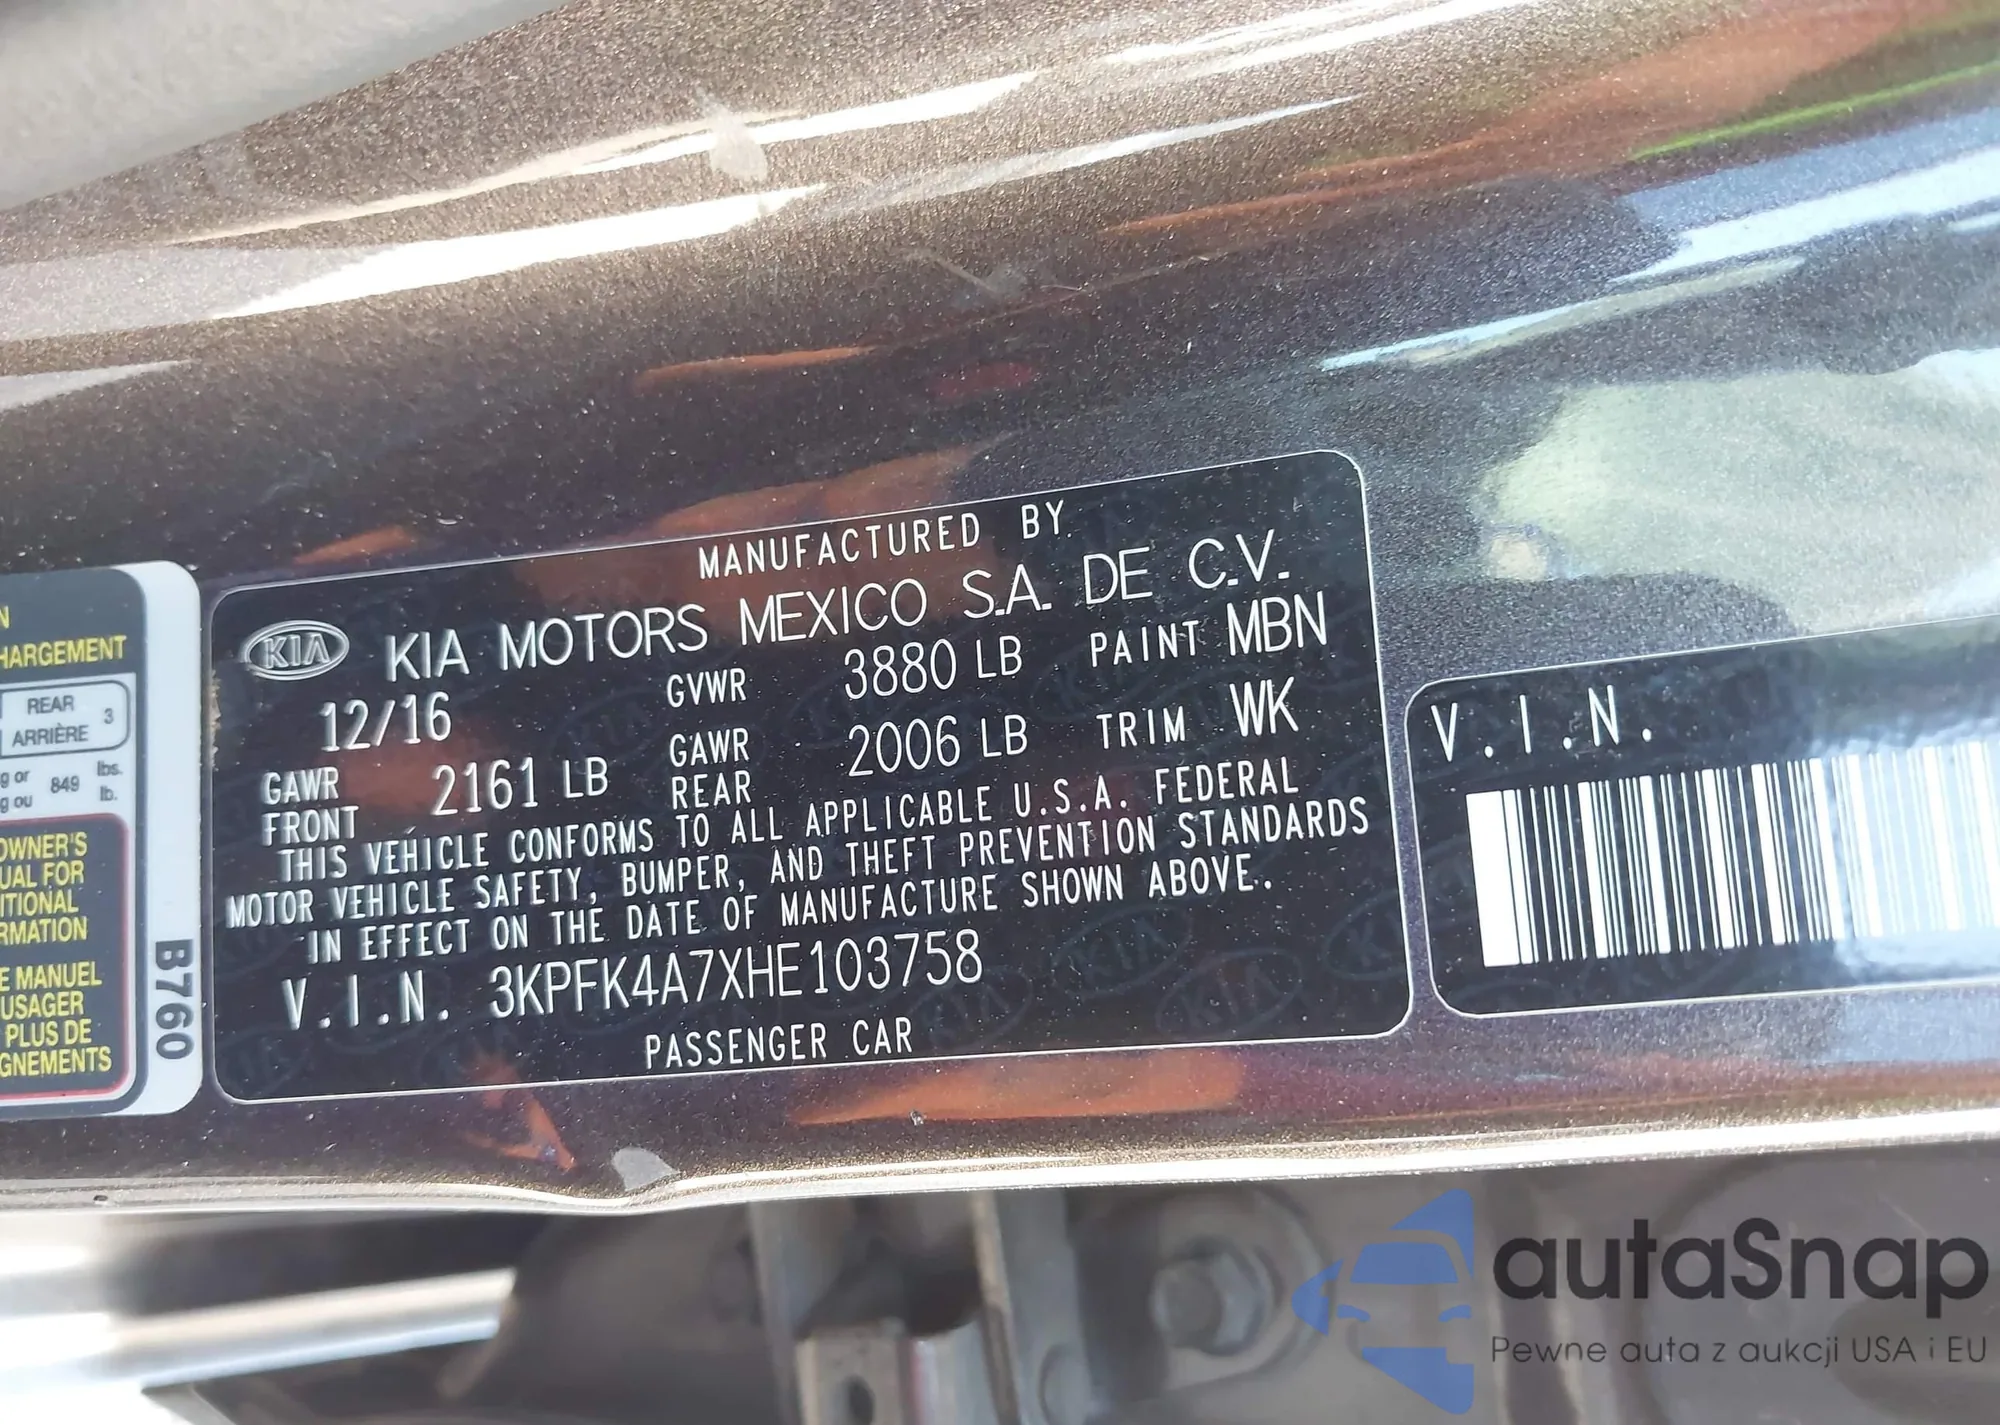 N
HARGEMENT
REAR
ARRIÈRE 3
g or 849 lbs.
g ou lb.
OWNER'S
UAL FOR
ITIONAL
RMATION
E MANUEL
USAGER
PLUS DE
GNEMENTS
B760
MANUFACTURED BY
KIA KIA MOTORS MEXICO S.A. DE C.V.
12/16 GVWR 3880 LB PAINT MBN
GAWR FRONT 2161 LB GAWR REAR 2006 LB TRIM WK
THIS VEHICLE CONFORMS TO ALL APPLICABLE U.S.A. FEDERAL
MOTOR VEHICLE SAFETY, BUMPER, AND THEFT PREVENTION STANDARDS
IN EFFECT ON THE DATE OF MANUFACTURE SHOWN ABOVE..
V.I.N. 3KPFK4A7XHE103758
PASSENGER CAR
V.I.N.
autaSnap
Pewne auta z aukcji USA i EU